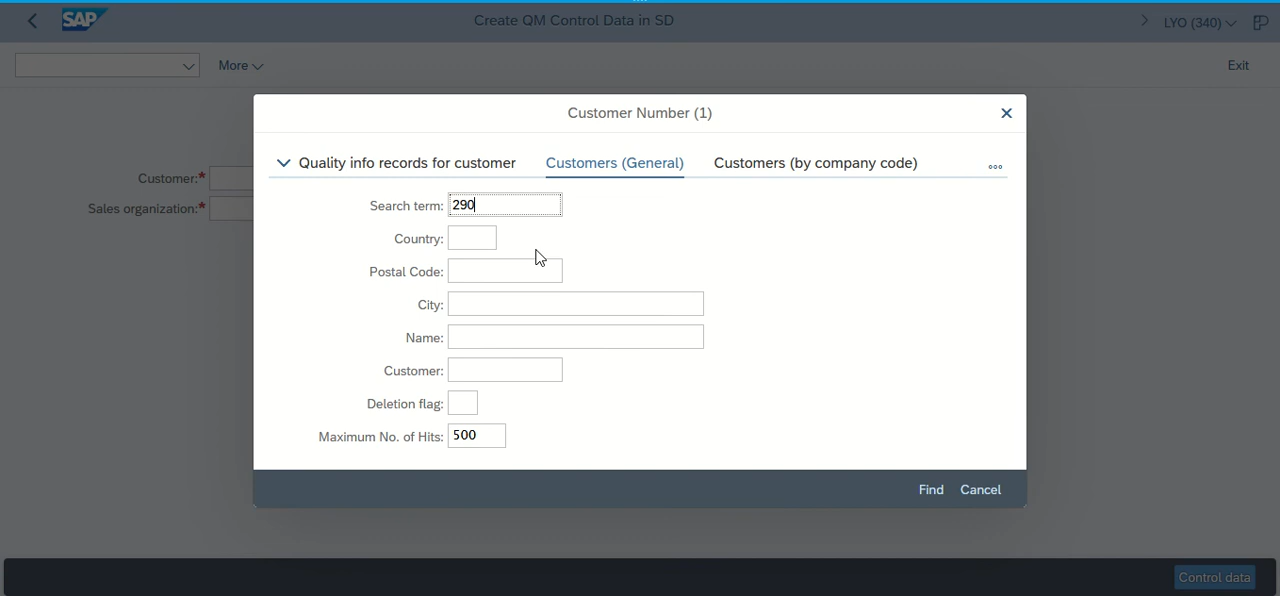 SAP
Create QM Control Data in SD
LYO (340)
More
Exit
Customer Number (1)
Quality info records for customer
Customers (General)
Customers (by company code)
Customer:*
Sales organization:*
Search term: 290
Country:
Postal Code:
City:
Name:
Customer:
Deletion flag:
Maximum No. of Hits: 500
Find
Cancel
Control data